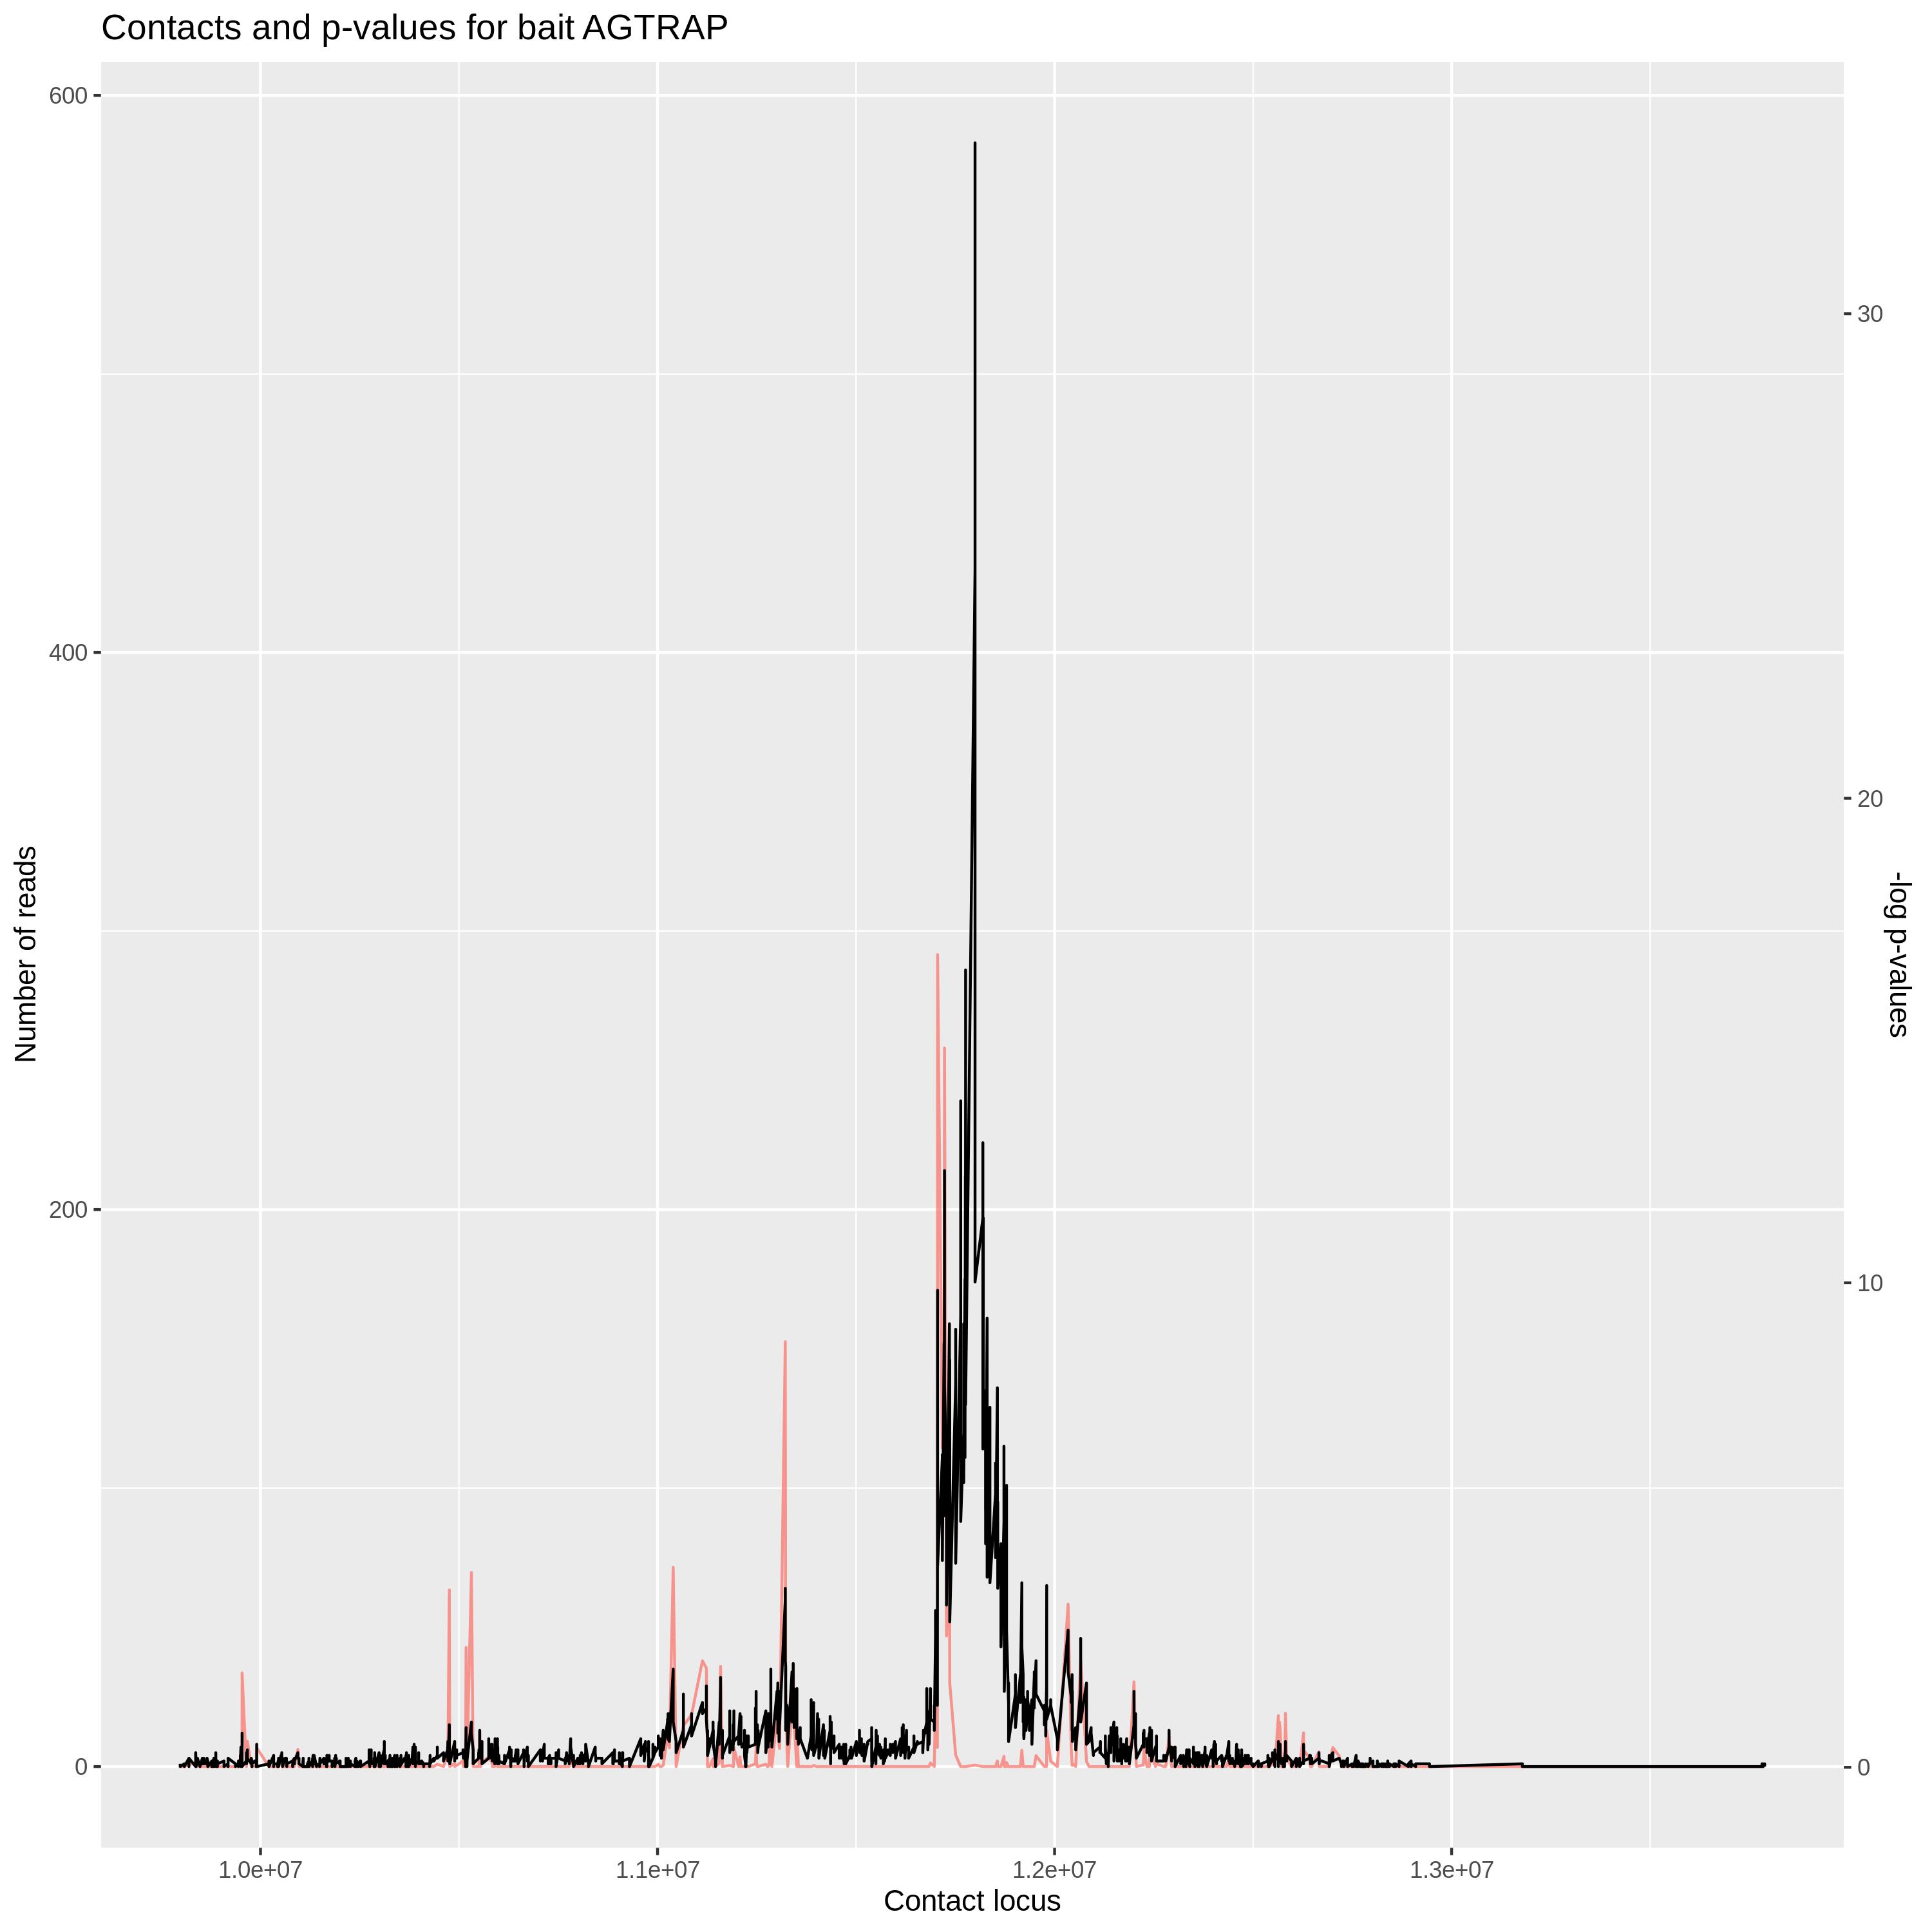 Contacts and p-values for bait AGTRAP
600
400
200
0
30
20
10
0
Number of reads
-log p-values
1.0e+07
1.1e+07
1.2e+07
1.3e+07
Contact locus